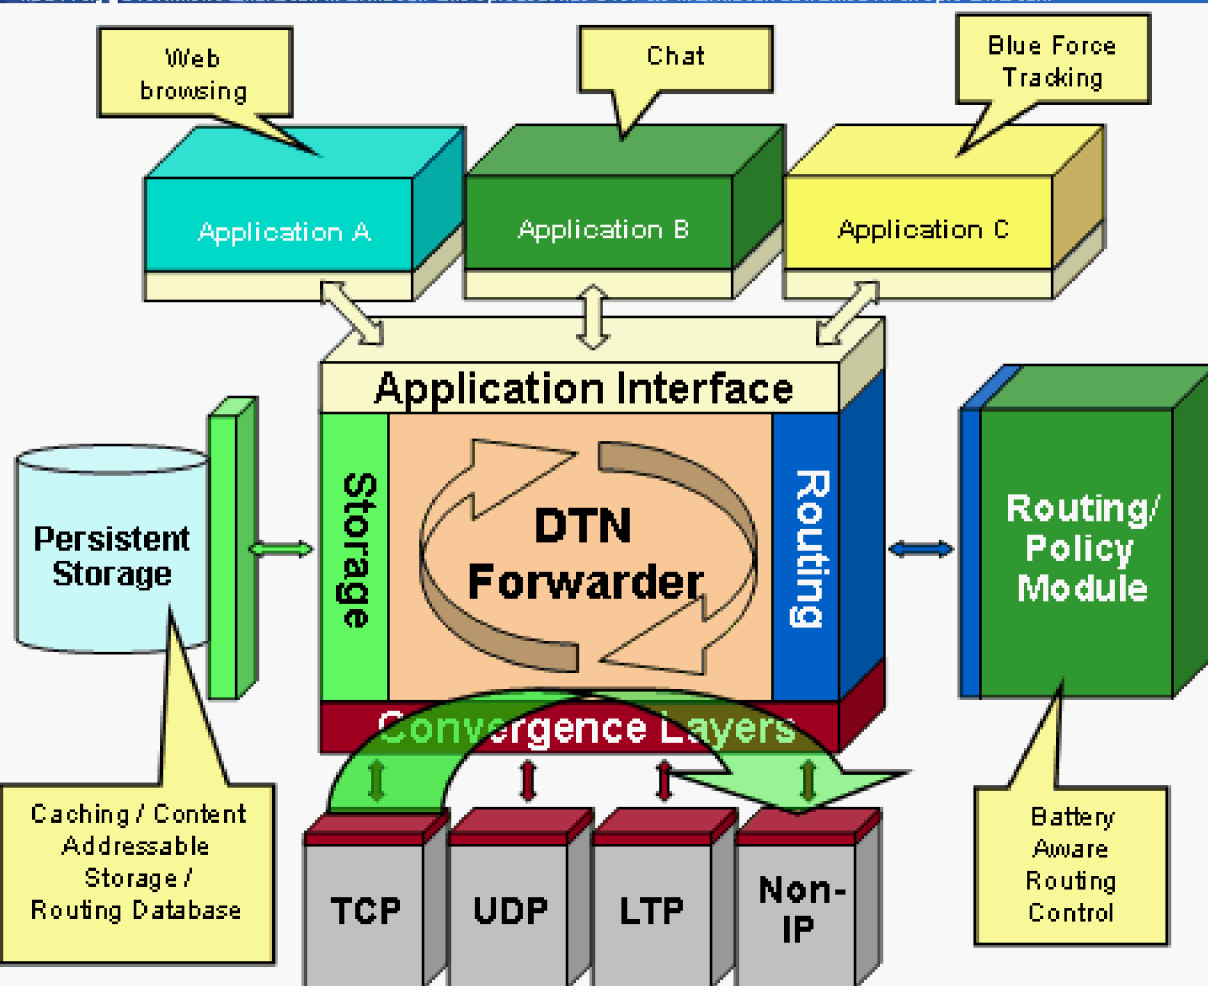 Web
browsing
Chat
Blue Force
Tracking
Application A
Application B
Application C
Application Interface
Storage
DTN
Forwarder
Routing
Persistent
Storage
Routing/
Policy
Module
Convergence Layers
Caching / Content
Addressable
Storage /
Routing Database
TCP
UDP
LTP
Non-
IP
Battery
Aware
Routing
Control